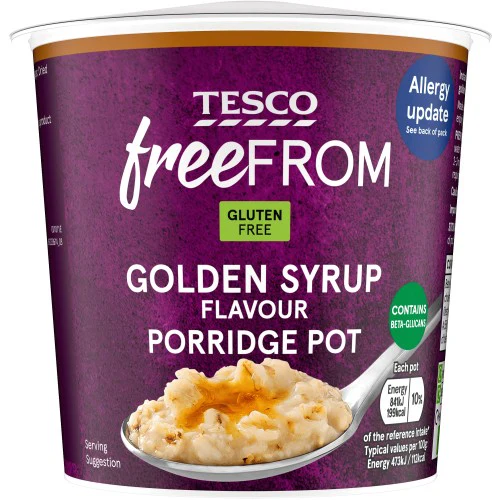 TESCO
freeFROM
GLUTEN
FREE
GOLDEN SYRUP
FLAVOUR
PORRIDGE POT
Allergy
update
See back of pack
CONTAINS
BETA-GLUCANS
Each pot
Energy
841kJ
199kcal
10%
of the reference intake*
Typical values per 100g:
Energy 473kJ / 113kcal
Serving
Suggestion